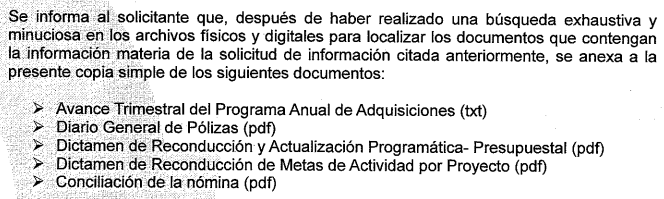 Se informa al solicitante que, después de haber realizado una búsqueda exhaustiva y
minuciosa en los archivos físicos y digitales para localizar los documentos que contengan
la información materia de la solicitud de información citada anteriormente, se anexa a la
presente copia simple de los siguientes documentos:
➢ Avance Trimestral del Programa Anual de Adquisiciones (txt)
➢ Diario General de Pólizas (pdf)
➢ Dictamen de Reconducción y Actualización Programática- Presupuestal (pdf)
➢ Dictamen de Reconducción de Metas de Actividad por Proyecto (pdf)
➢ Conciliación de la nómina (pdf)